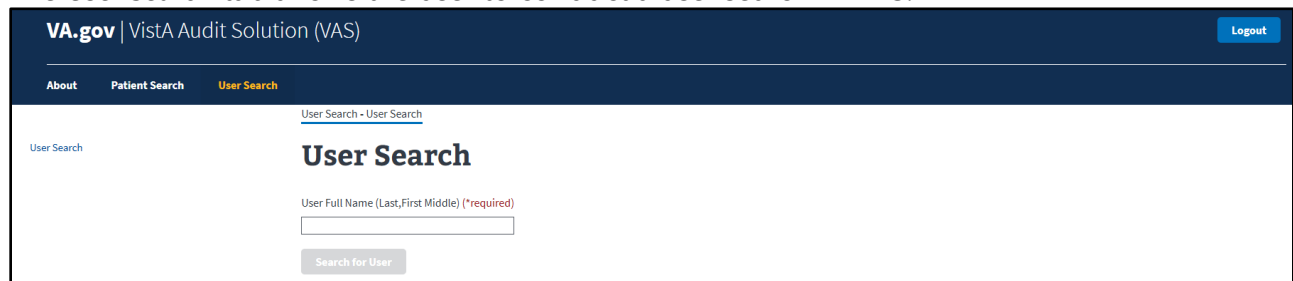 VA.gov | VistA Audit Solution (VAS)
Logout
About Patient Search User Search
User Search - User Search
User Search
User Search
User Full Name (Last,First Middle) (*required)
Search for User